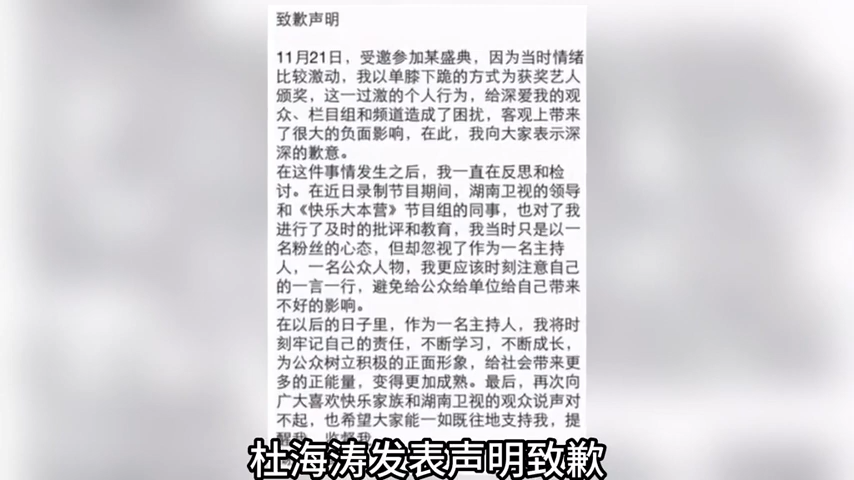 致歉声明
11月21日，受邀参加某盛典，因为当时情绪
比较激动，我以单膝下跪的方式为获奖艺人
颁奖，这一过激的个人行为，给深爱我的观
众、栏目组和频道造成了困扰，客观上带来
了很大的负面影响，在此，我向大家表示深
深的歉意。
在这件事情发生之后，我一直在反思和检
讨。在近日录制节目期间，湖南卫视的领导
和《快乐大本营》节目组的同事，也对了我
进行了及时的批评和教育，我当时只是以一
名粉丝的心态，但却忽视了作为一名主持
人，一名公众人物，我更应该时刻注意自己
的一言一行，避免给公众给单位给自己带来
不好的影响。
在以后的日子里，作为一名主持人，我将时
刻牢记自己的责任，不断学习，不断成长，
为公众树立积极的正面形象，给社会带来更
多的正能量，变得更加成熟。最后，再次向
广大喜欢快乐家族和湖南卫视的观众说声对
不起，也希望大家能一如既往地支持我，提
醒我，监督我
杜海涛发表声明致歉